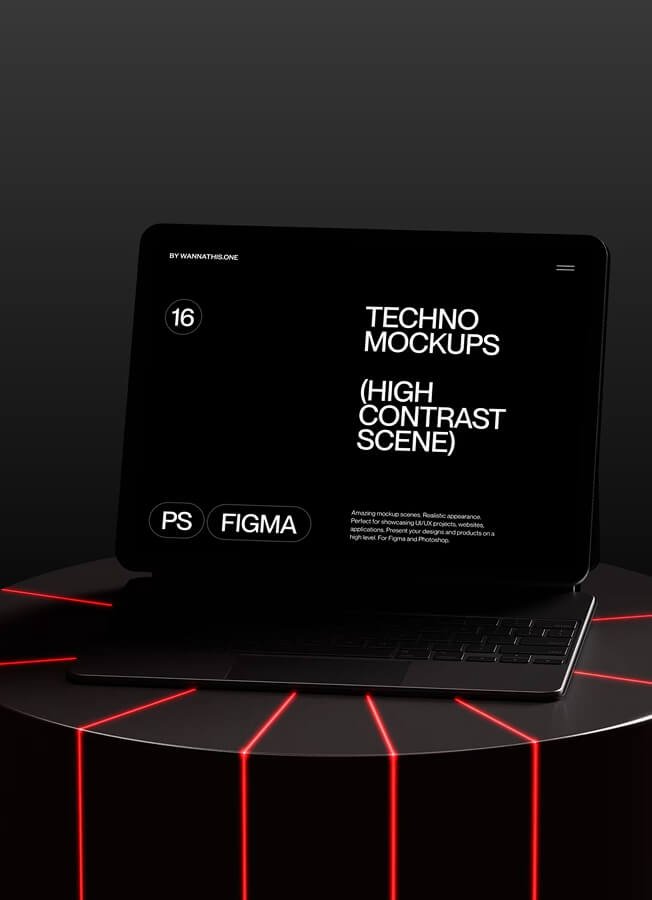 BY WANNATHIS.ONE
16
TECHNO
MOCKUPS
(HIGH
CONTRAST
SCENE)
PS
FIGMA
Amazing mockup scenes. Realistic appearance.
Perfect for showcasing UI/UX projects, websites,
applications. Present your designs and products on a
high level. For Figma and Photoshop.